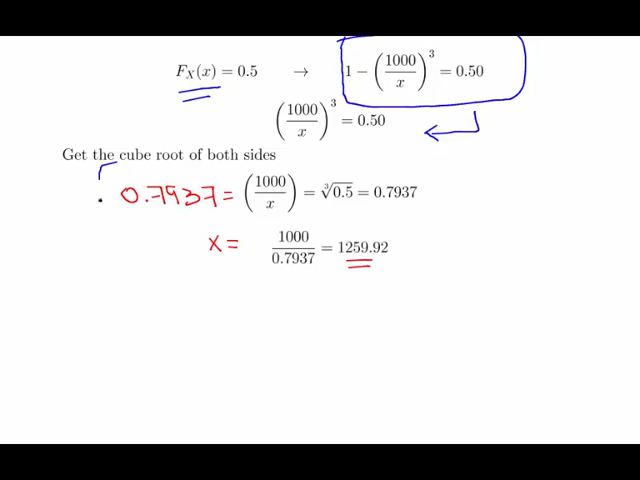 F_X(x) = 0.5 → 1 − (1000/x)^3 = 0.50
(1000/x)^3 = 0.50
Get the cube root of both sides
0.7937 = (1000/x) = ∛0.5 = 0.7937
x = 1000/0.7937 = 1259.92